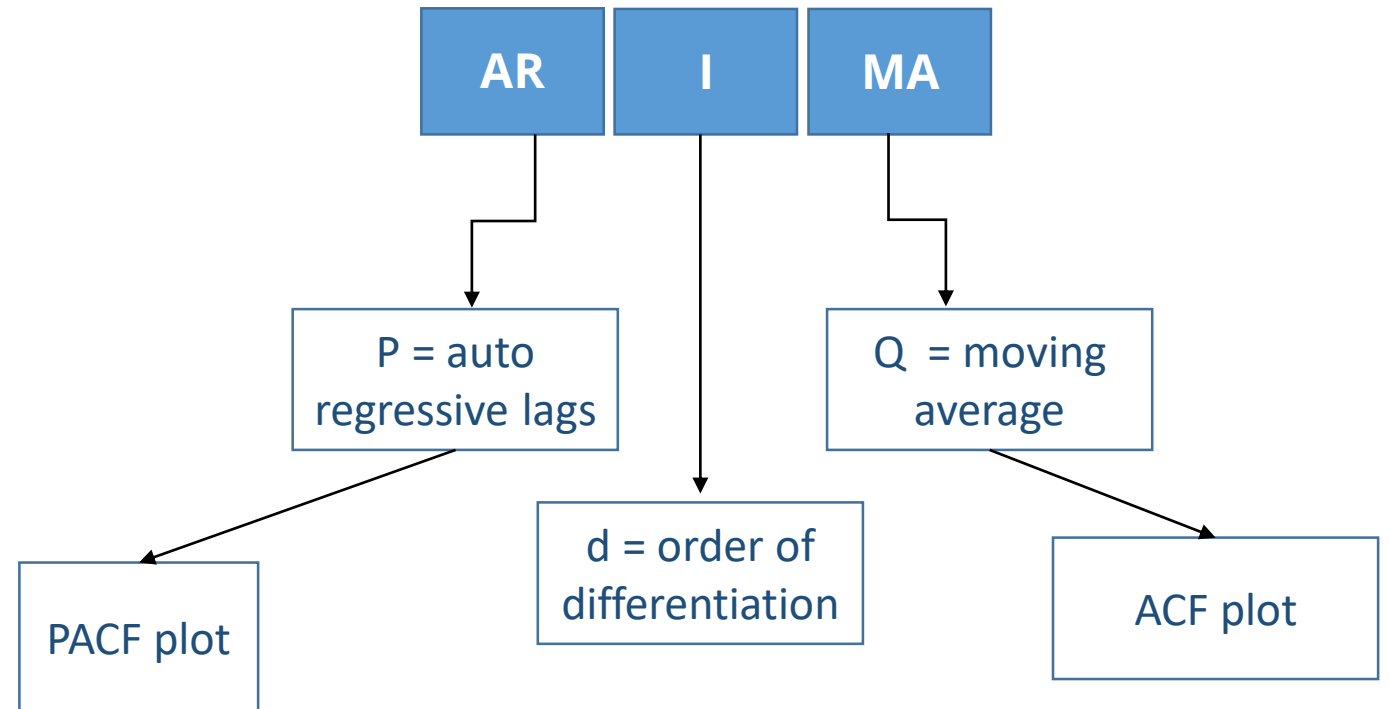 AR
I
MA
P = auto
regressive lags
Q = moving
average
d = order of
differentiation
PACF plot
ACF plot